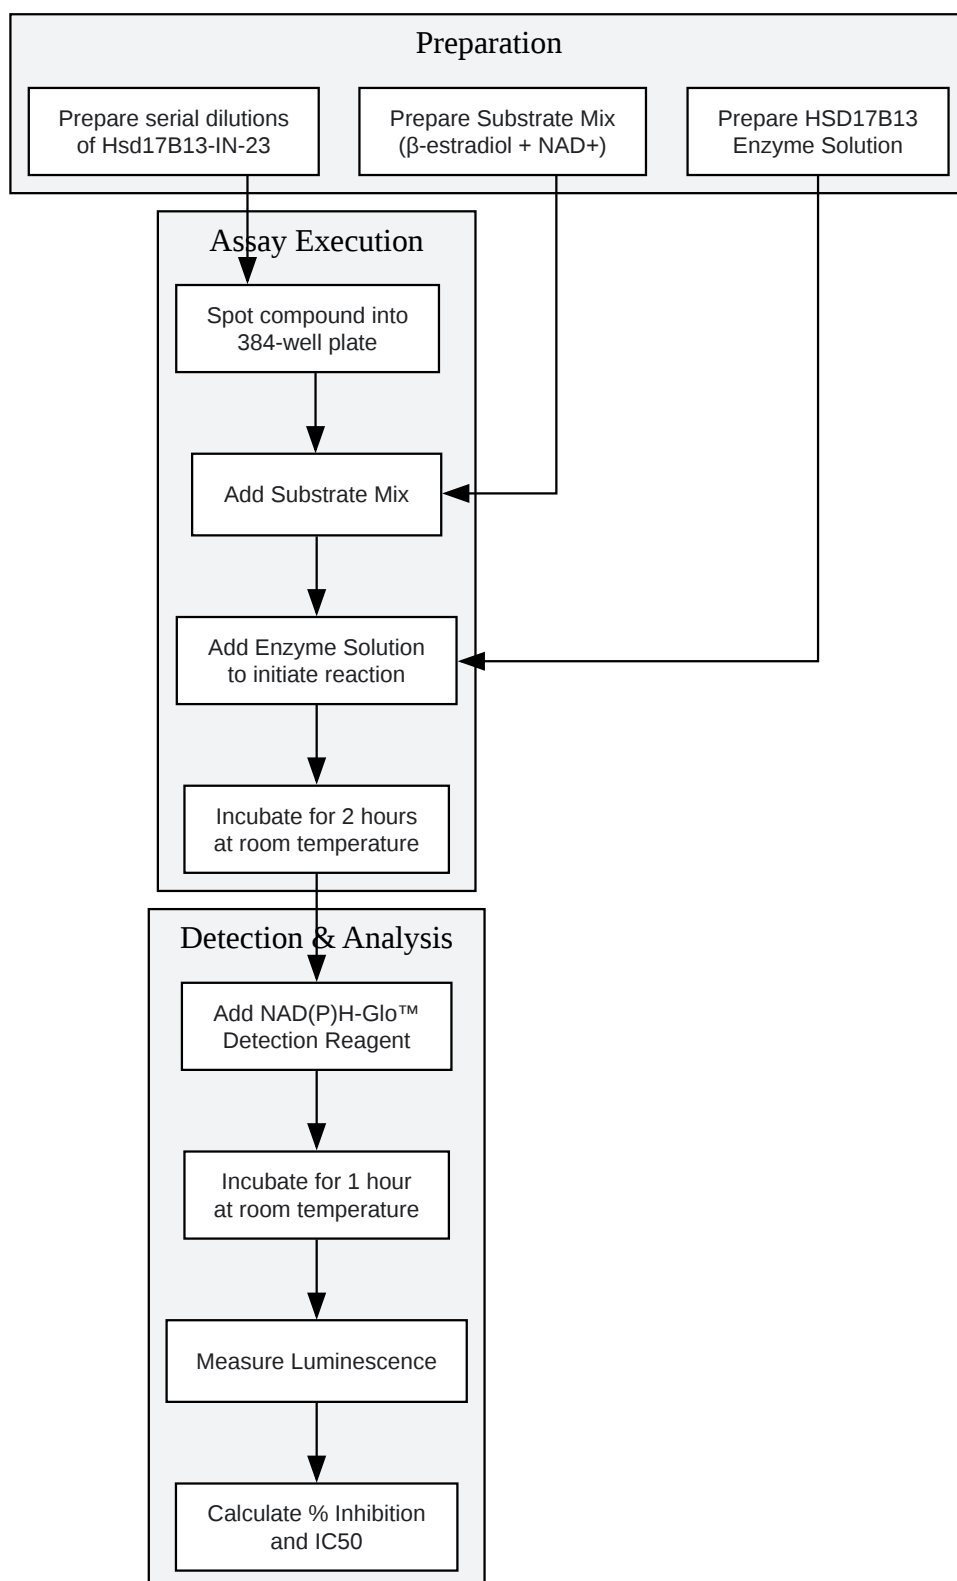 Preparation
Prepare serial dilutions
of Hsd17B13-IN-23
Prepare Substrate Mix
(β-estradiol + NAD+)
Prepare HSD17B13
Enzyme Solution
Assay Execution
Spot compound into
384-well plate
Add Substrate Mix
Add Enzyme Solution
to initiate reaction
Incubate for 2 hours
at room temperature
Detection & Analysis
Add NAD(P)H-Glo™
Detection Reagent
Incubate for 1 hour
at room temperature
Measure Luminescence
Calculate % Inhibition
and IC50